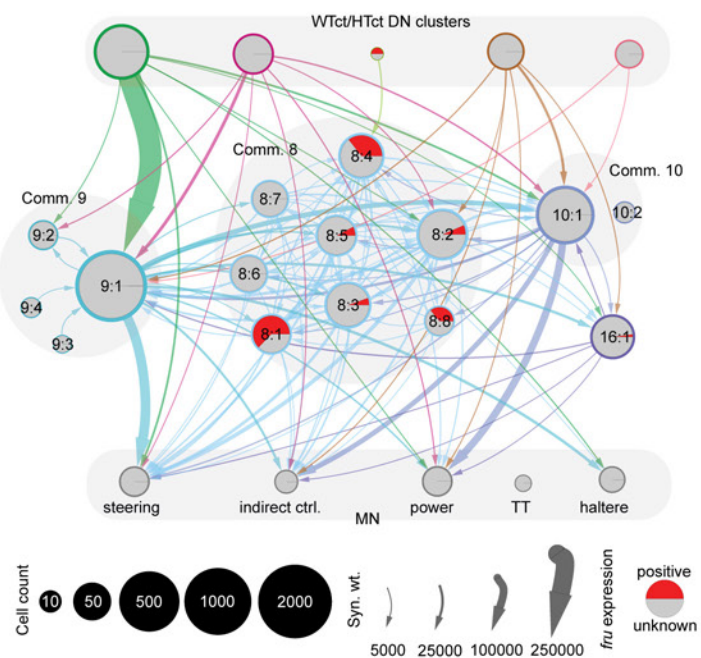 WTct/HTct DN clusters
Comm. 8
8:4
Comm. 10
8:7
Comm. 9
10:1
10:2
9:2
8:5
8:2
8:6
9:1
9:4
8:3
8:8
8:1
16:1
9:3
steering
indirect ctrl.
power
TT
haltere
MN
Cell count
10
50
500
1000
2000
Syn. wt.
5000
25000
100000
250000
fru expression
positive
unknown